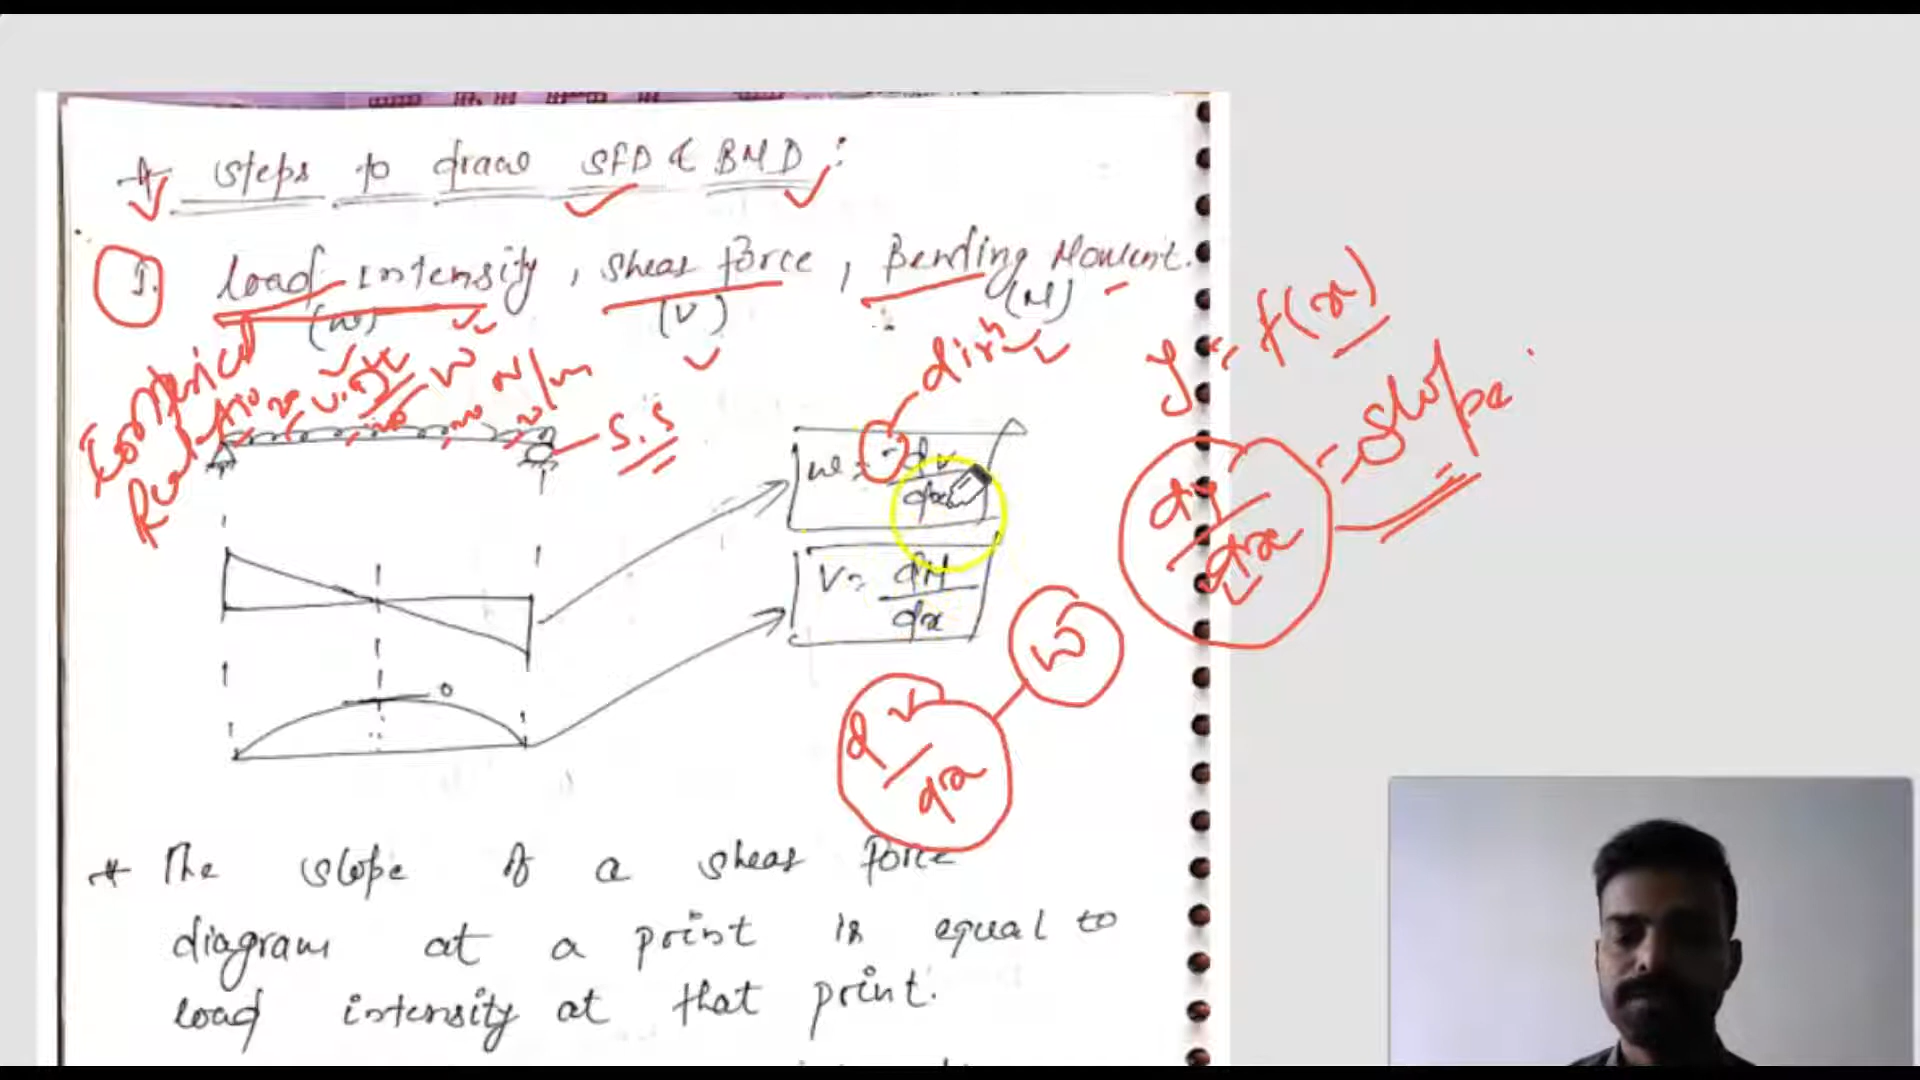 * steps to draw SFD & BMD :
I. load intensity, shear force, Bending Moment.
(w) (V) (M)
dirn
y = f(x)
w N/m
S.S
w = -dv/dx
dy/dx = slope
V = dM/dx
w
dv/dx
0
* The slope of a shear force
diagram at a point is equal to
load intensity at that point.